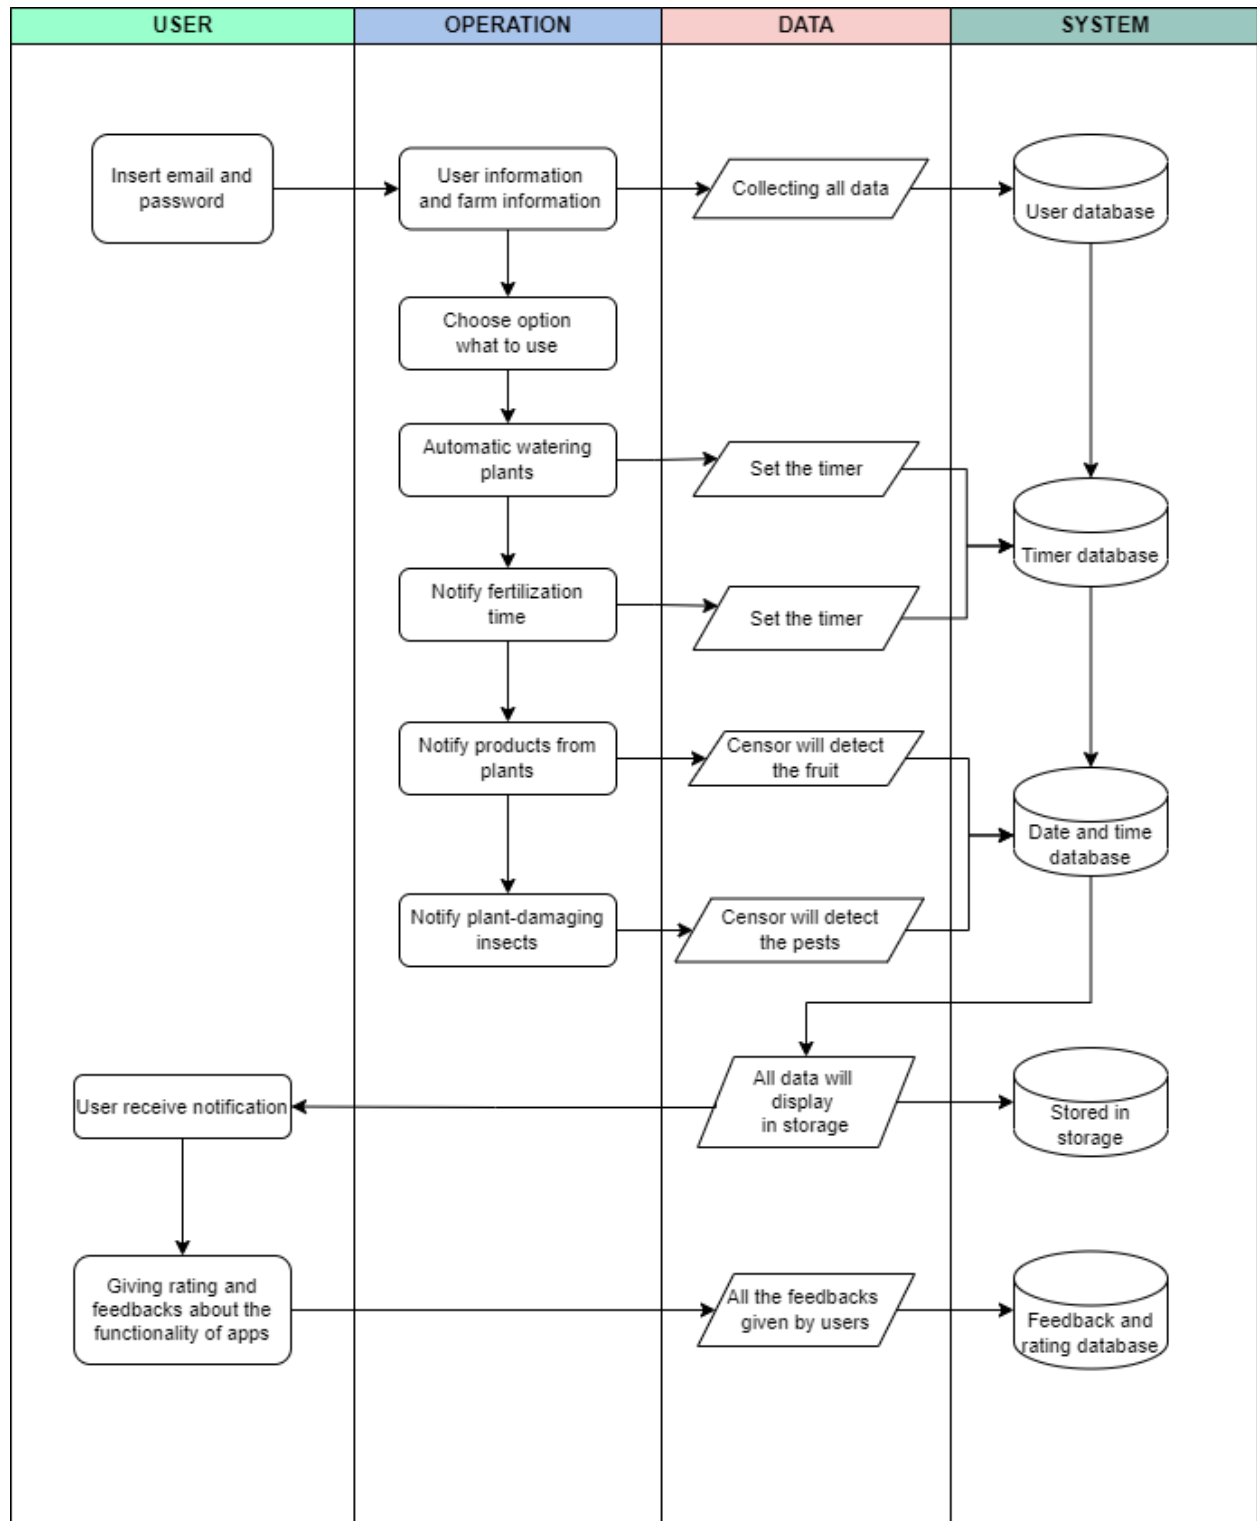 USER
OPERATION
DATA
SYSTEM
Insert email and
password
User information
and farm information
Collecting all data
User database
Choose option
what to use
Automatic watering
plants
Set the timer
Timer database
Notify fertilization
time
Set the timer
Notify products from
plants
Censor will detect
the fruit
Date and time
database
Notify plant-damaging
insects
Censor will detect
the pests
User receive notification
All data will
display
in storage
Stored in
storage
Giving rating and
feedbacks about the
functionality of apps
All the feedbacks
given by users
Feedback and
rating database